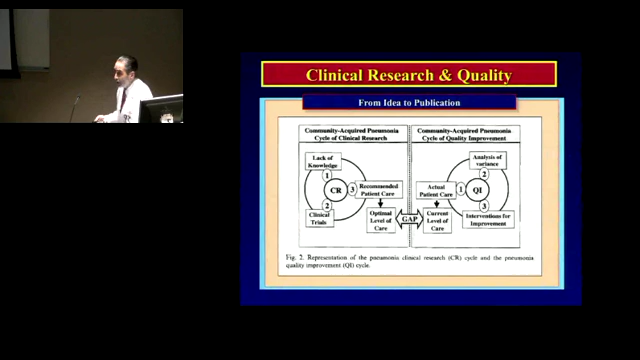 Clinical Research & Quality
From Idea to Publication
Community-Acquired Pneumonia
Cycle of Clinical Research
Community-Acquired Pneumonia
Cycle of Quality Improvement
Lack of
Knowledge
1
CR
3
Recommended
Patient Care
2
Clinical
Trials
Optimal
Level of
Care
GAP
Analysis of
variance
2
Actual
Patient Care
1
QI
3
Current
Level of
Care
Interventions for
Improvement
Fig. 2. Representation of the pneumonia clinical research (CR) cycle and the pneumonia
quality improvement (QI) cycle.